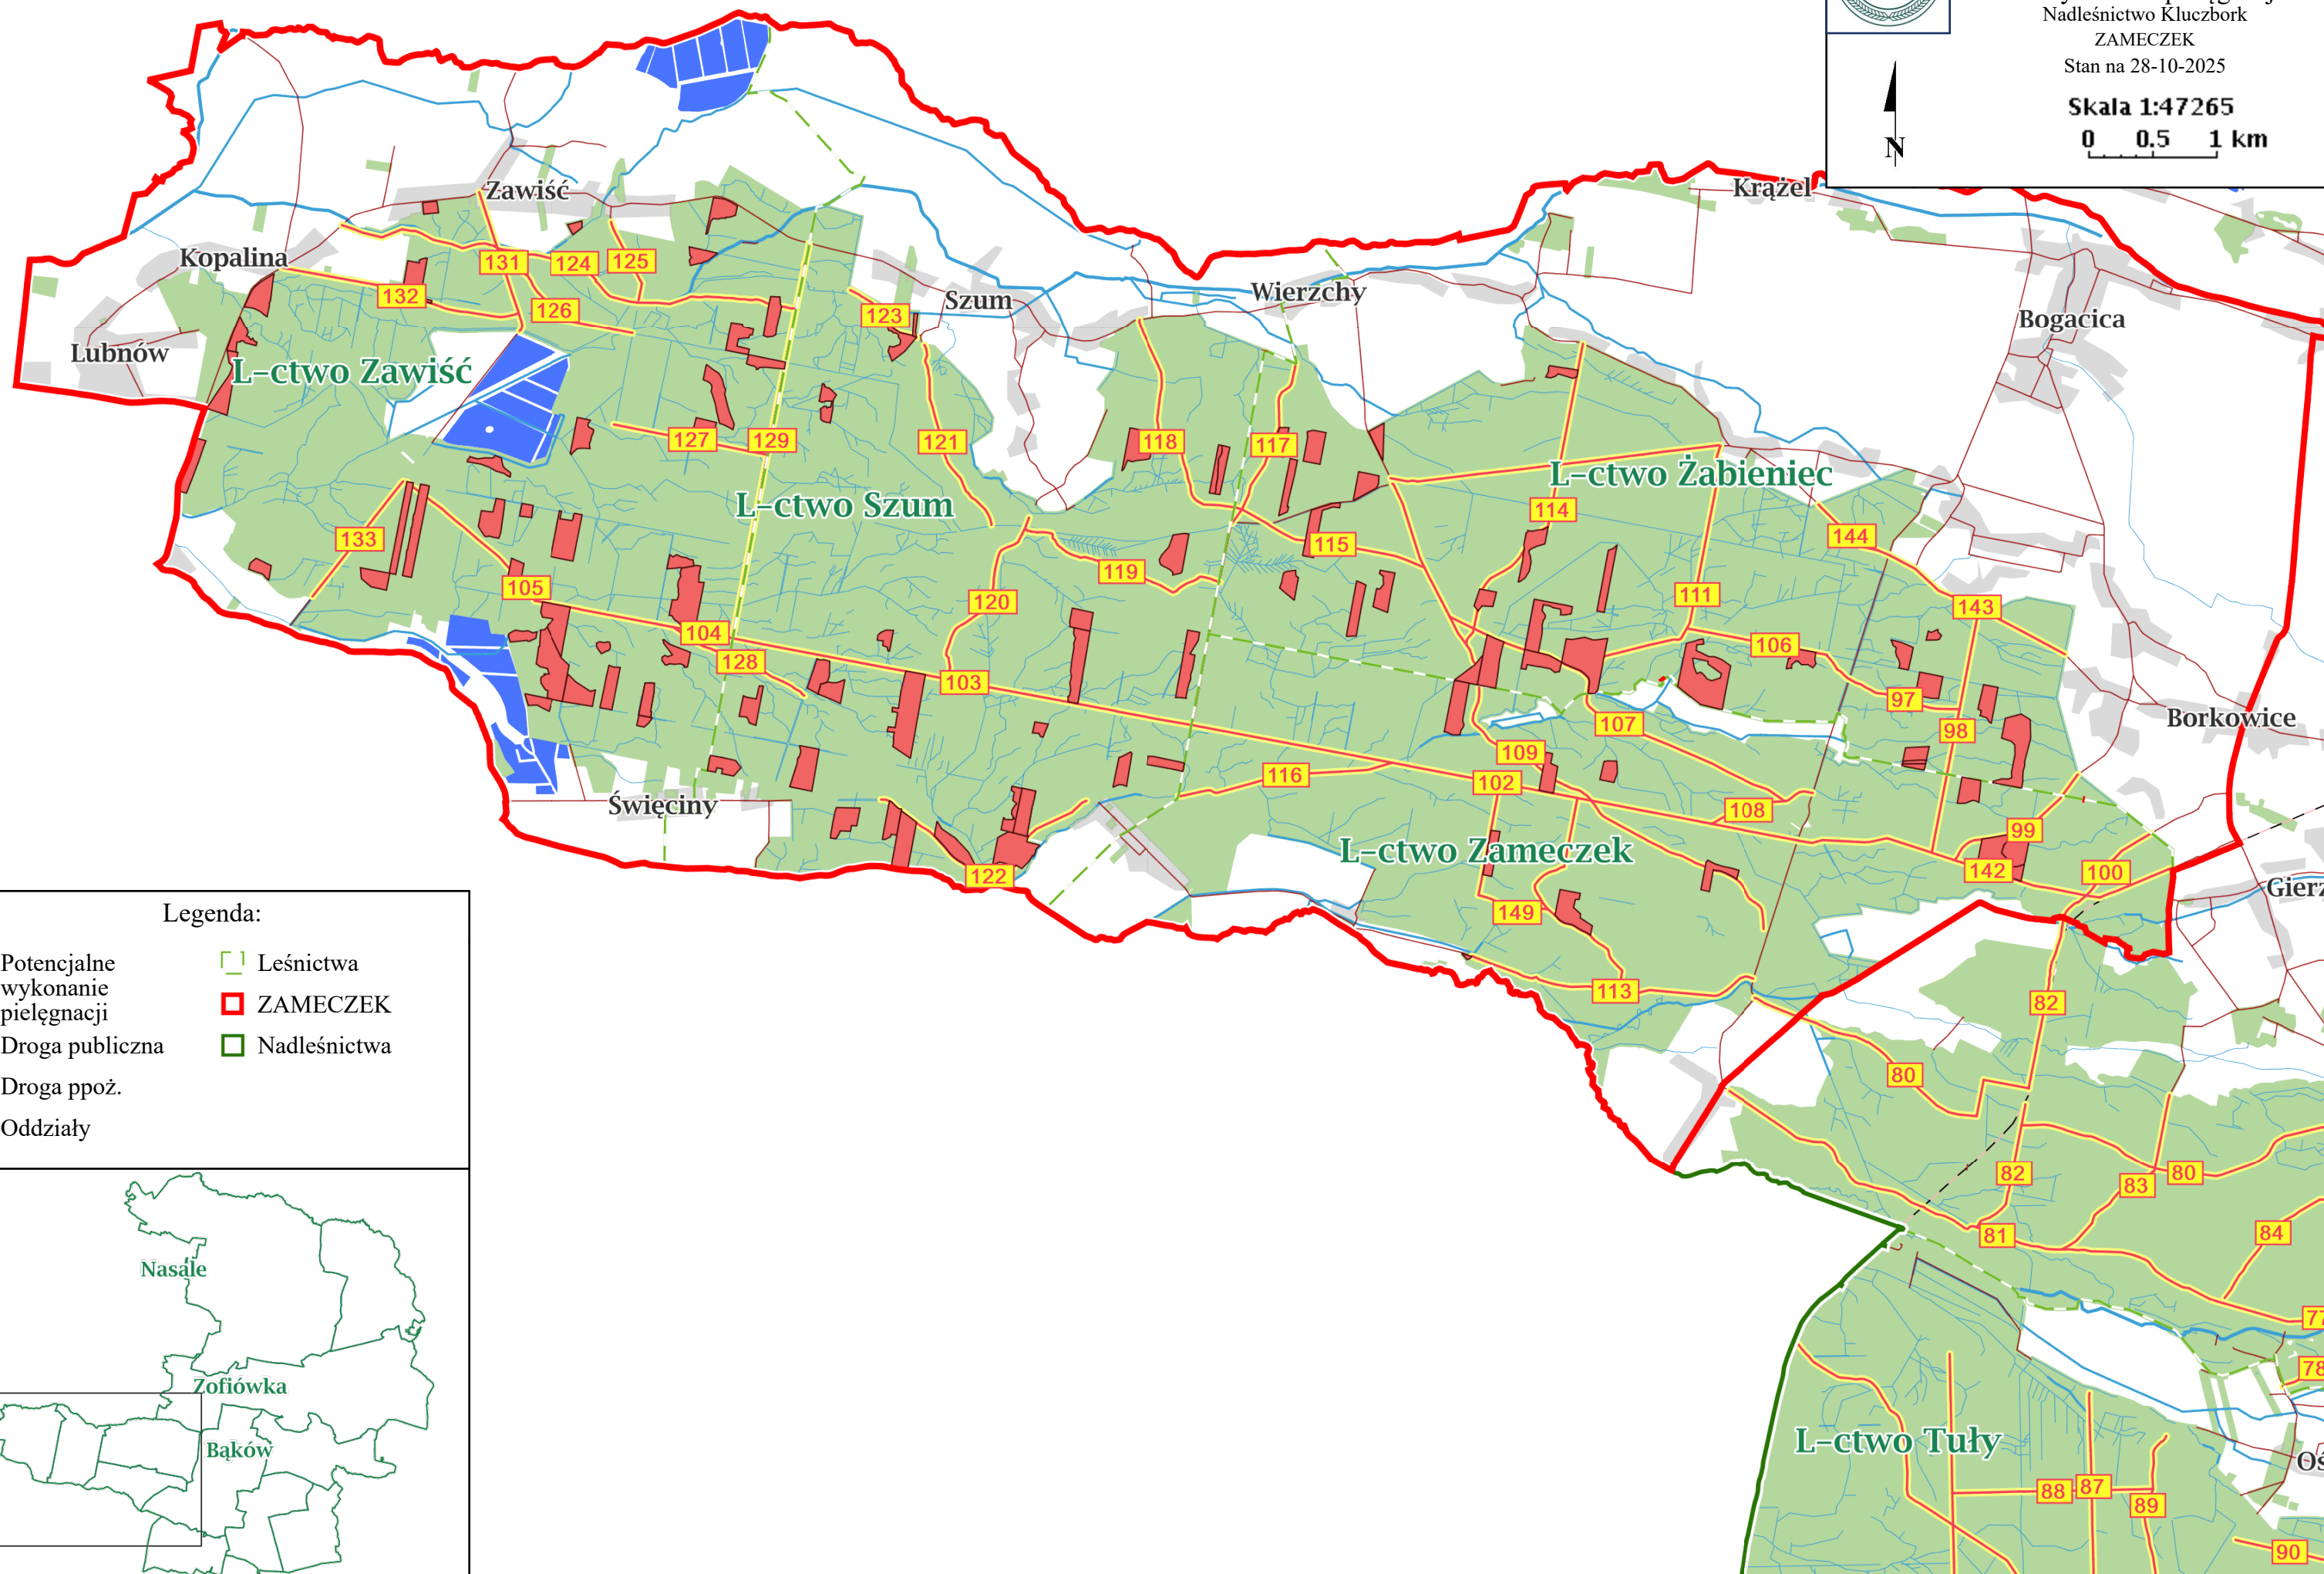 Nadleśnictwo Kluczbork
ZAMECZEK
Stan na 28-10-2025
Skala 1:47265
0 0.5 1 km
N
Krążel
Zawiść
Kopalina
131
124
125
132
126
Szum
123
Wierzchy
Bogacica
Lubnów
L-ctwo Zawiść
127
129
121
118
117
L-ctwo Żabieniec
L-ctwo Szum
114
133
115
144
119
105
120
111
143
104
106
128
103
97
107
98
Borkowice
109
116
102
Święciny
108
99
L-ctwo Zameczek
142
100
122
149
113
82
80
82
83
80
81
84
77
78
L-ctwo Tuły
88
87
89
90
Legenda:
Potencjalne
wykonanie
pielęgnacji
Droga publiczna
Droga ppoż.
Oddziały
Leśnictwa
ZAMECZEK
Nadleśnictwa
Nasale
Zofiówka
Bąków